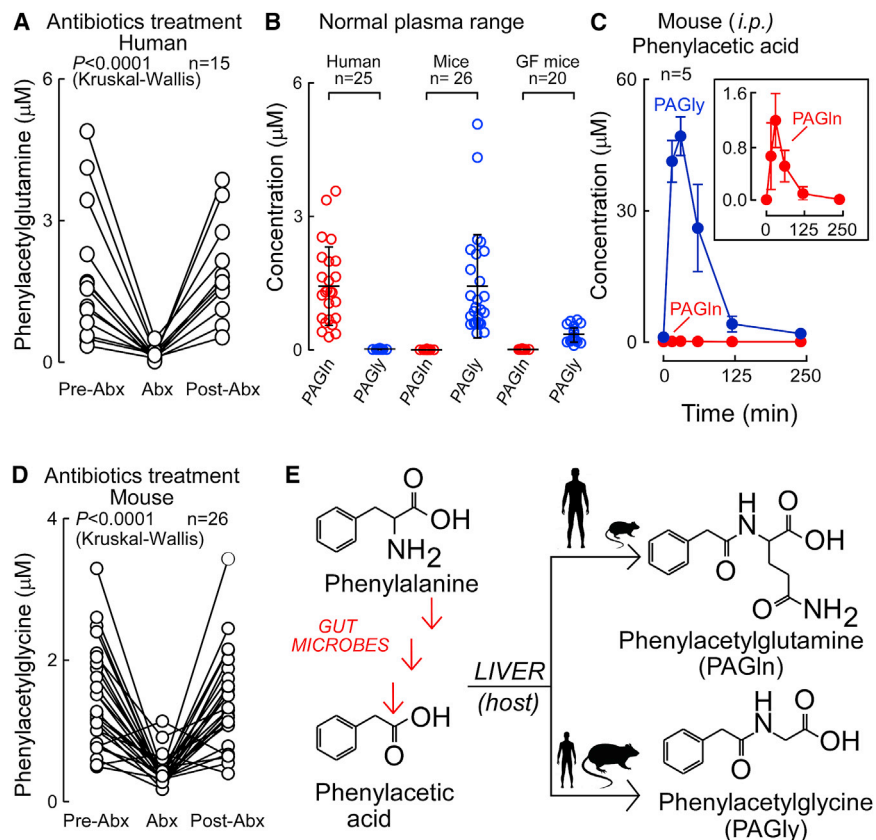 A Antibiotics treatment
Human
P<0.0001 n=15
(Kruskal-Wallis)
Phenylacetylglutamine (μM)
6
3
0
Pre-Abx Abx Post-Abx
B Normal plasma range
Human
n=25
Mice
n= 26
GF mice
n=20
Concentration (μM)
6
3
0
PAGln PAGly PAGln PAGly PAGln PAGly
C Mouse (i.p.)
Phenylacetic acid
n=5
PAGly
Concentration (μM)
60
30
0
PAGln
0 125 250
Time (min)
1.6
0.8
0.0
PAGln
0 125 250
D Antibiotics treatment
Mouse
P<0.0001 n=26
(Kruskal-Wallis)
Phenylacetylglycine (μM)
4
2
0
Pre-Abx Abx Post-Abx
E
O
OH
NH2
Phenylalanine
GUT
MICROBES
OH
O
Phenylacetic
acid
LIVER
(host)
H
N
O
OH
O
O
NH2
Phenylacetylglutamine
(PAGln)
H
N
O
OH
O
Phenylacetylglycine
(PAGly)